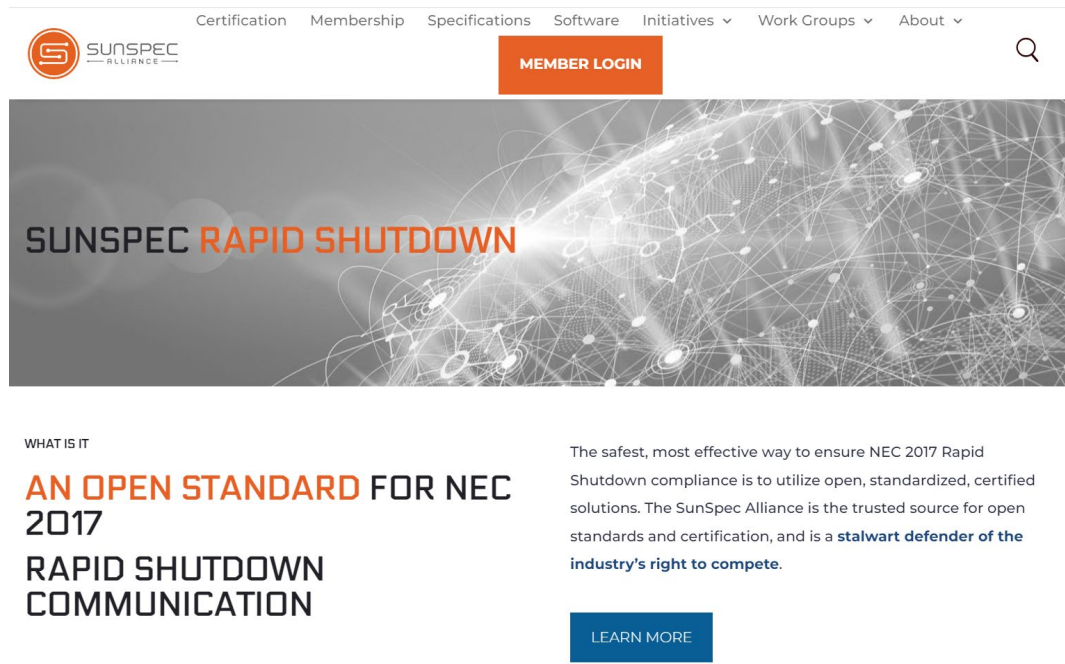 Certification Membership Specifications Software Initiatives Work Groups About
SUNSPEC
ALLIANCE
MEMBER LOGIN
SUNSPEC RAPID SHUTDOWN
WHAT IS IT
AN OPEN STANDARD FOR NEC
2017
RAPID SHUTDOWN
COMMUNICATION
The safest, most effective way to ensure NEC 2017 Rapid
Shutdown compliance is to utilize open, standardized, certified
solutions. The SunSpec Alliance is the trusted source for open
standards and certification, and is a stalwart defender of the
industry’s right to compete.
LEARN MORE